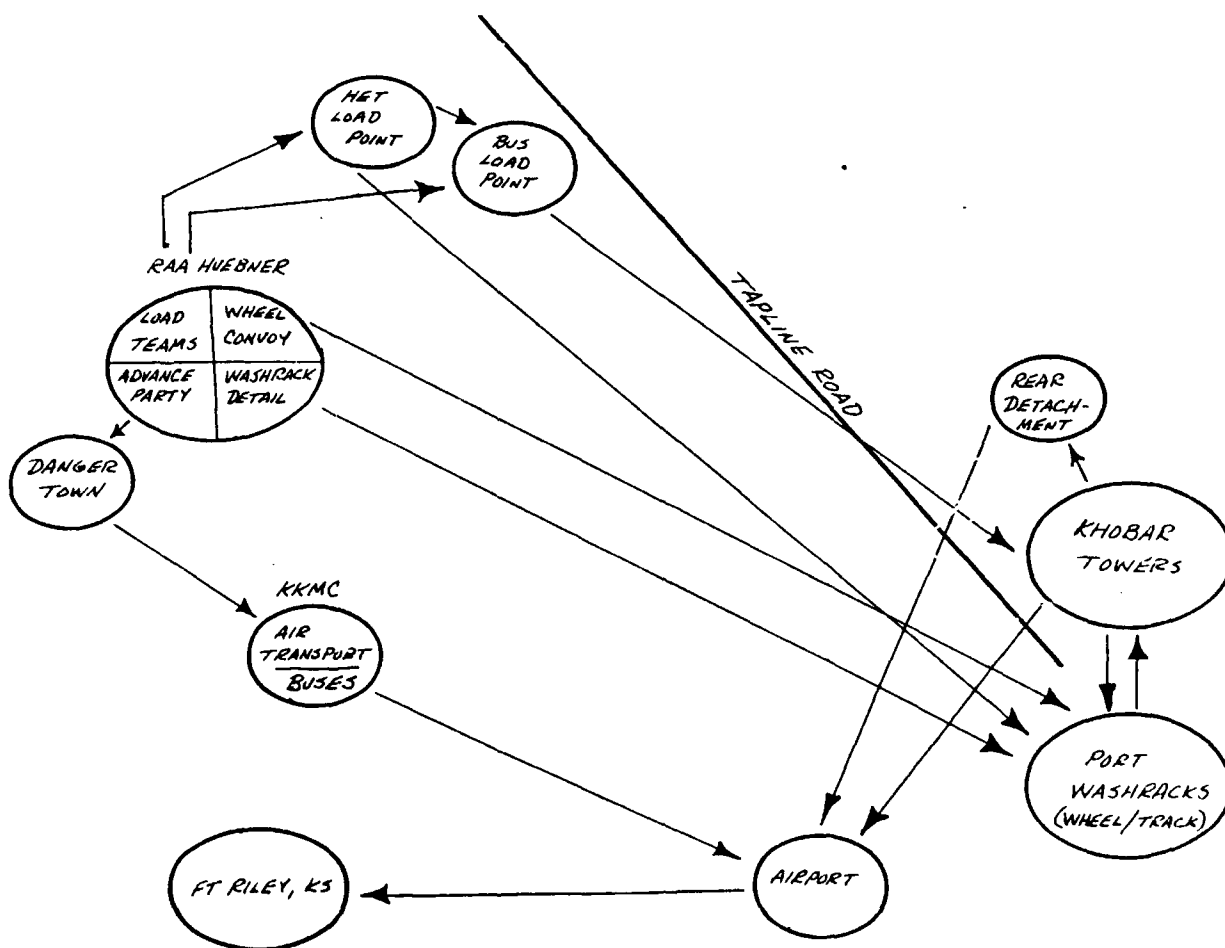 HET
LOAD
POINT
BUS
LOAD
POINT
RAA HUEBNER
LOAD
TEAMS
WHEEL
CONVOY
ADVANCE
PARTY
WASHRACK
DETAIL
TAPLINE ROAD
REAR
DETACH-
MENT
DANGER
TOWN
KHOBAR
TOWERS
KKMC
AIR
TRANSPORT
BUSES
PORT
WASHRACKS
(WHEEL/TRACK)
AIRPORT
FT RILEY, KS